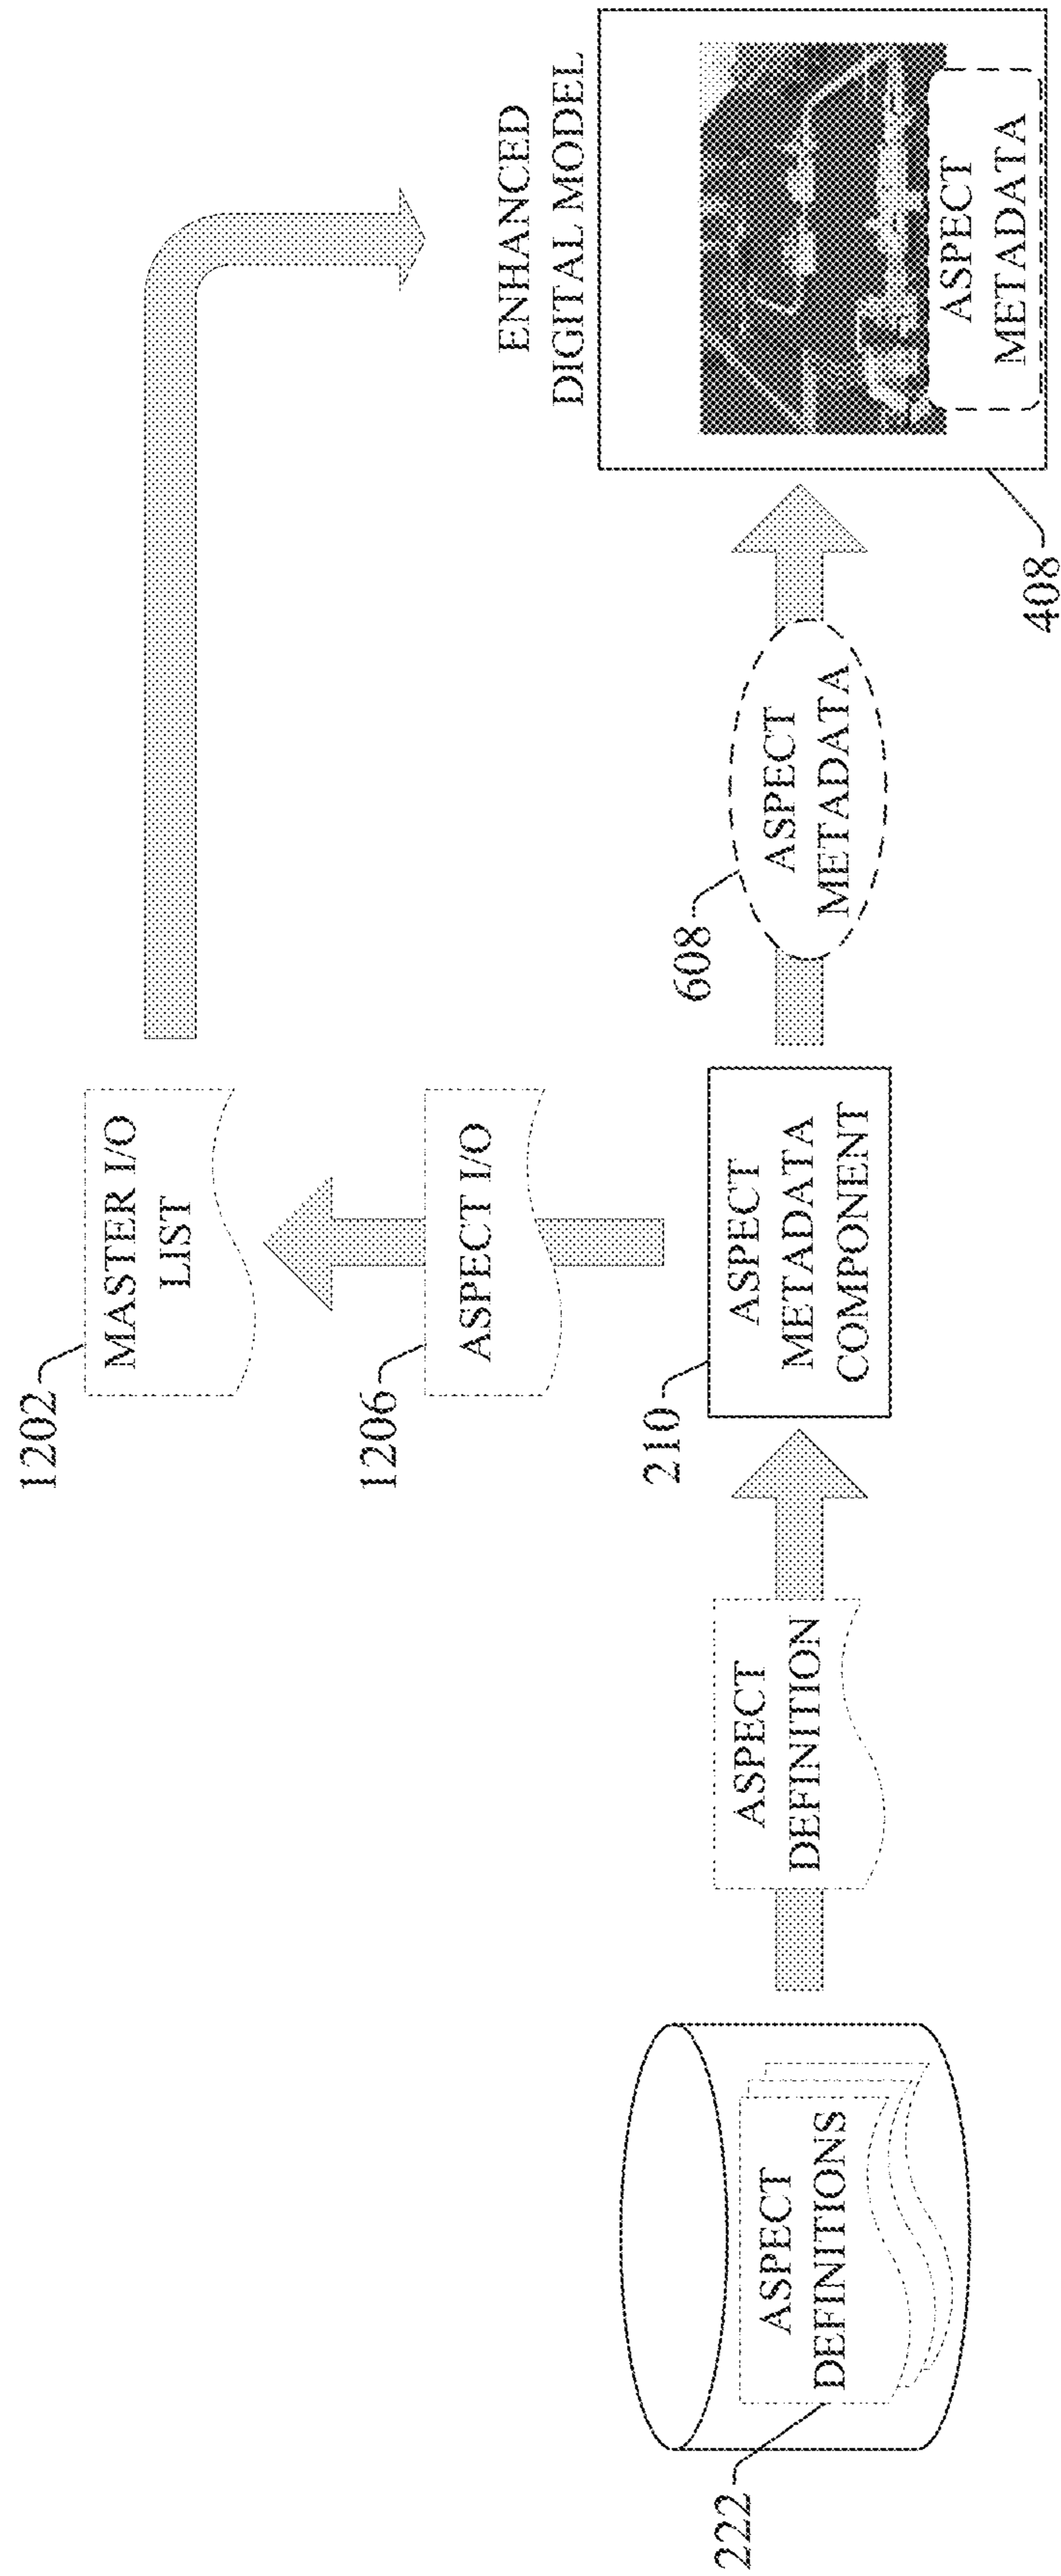 1202
MASTER I/O
LIST
1206
ASPECT I/O
ENHANCED
DIGITAL MODEL
222
ASPECT
DEFINITIONS
ASPECT
DEFINITION
210
ASPECT
METADATA
COMPONENT
608
ASPECT
METADATA
ASPECT
METADATA
408